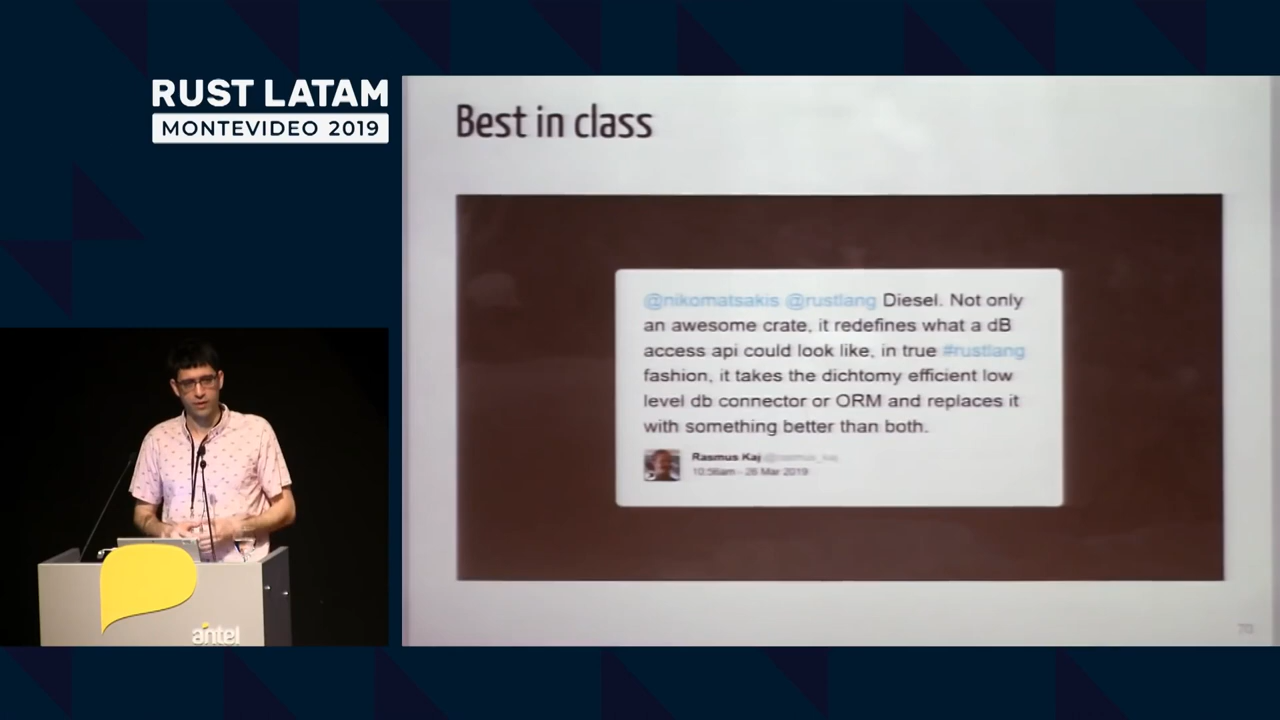 RUST LATAM
MONTEVIDEO 2019
Best in class
@nikomatsakis @rustlang Diesel. Not only
an awesome crate, it redefines what a dB
access api could look like, in true #rustlang
fashion, it takes the dichtomy efficient low
level db connector or ORM and replaces it
with something better than both.
Rasmus Kaj @rasmus_kaj
10:56am - 26 Mar 2019
antel
70